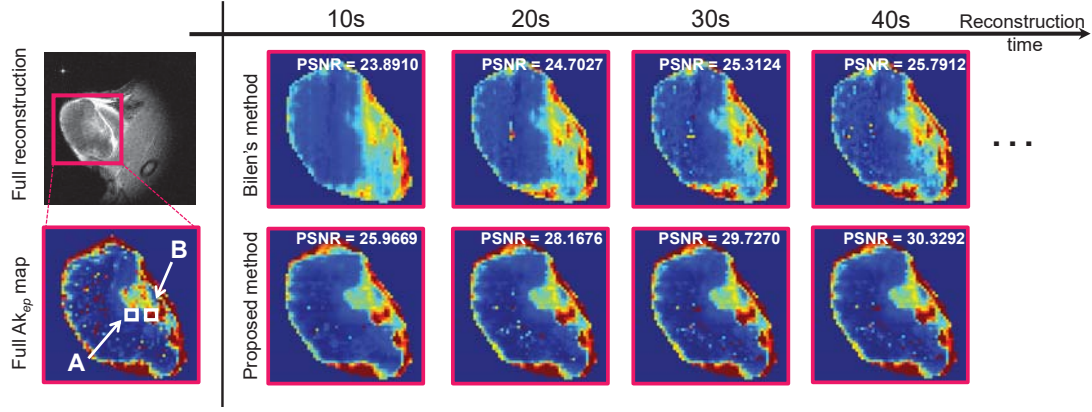 10s
20s
30s
40s
Reconstruction
time
Full reconstruction
Bilen's method
PSNR = 23.8910
PSNR = 24.7027
PSNR = 25.3124
PSNR = 25.7912
...
Full Akep map
A
B
Proposed method
PSNR = 25.9669
PSNR = 28.1676
PSNR = 29.7270
PSNR = 30.3292